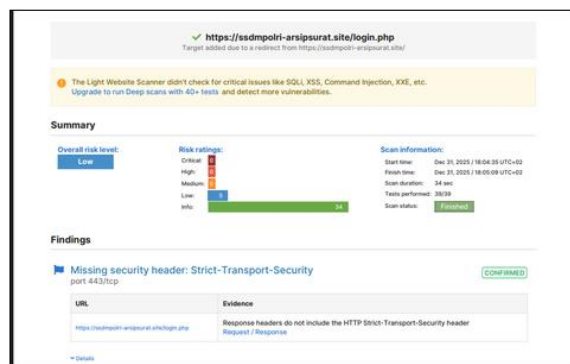 https://ssdmpolri-arsipsurat.site/login.php
Target added due to a redirect from https://ssdmpolri-arsipsurat.site/
The Light Website Scanner didn't check for critical issues like SQLi, XSS, Command Injection, XXE, etc.
Upgrade to run Deep scans with 40+ tests and detect more vulnerabilities.
Summary
Overall risk level:
Low
Risk ratings:
Critical: 0
High: 0
Medium: 0
Low: 5
Info: 34
Scan information:
Start time: Dec 31, 2025 / 18:04:35 UTC+02
Finish time: Dec 31, 2025 / 18:05:09 UTC+02
Scan duration: 34 sec
Tests performed: 39/39
Scan status: Finished
Findings
Missing security header: Strict-Transport-Security
CONFIRMED
port 443/tcp
URL Evidence
https://ssdmpolri-arsipsurat.site/login.php
Response headers do not include the HTTP Strict-Transport-Security header
Request / Response
Details